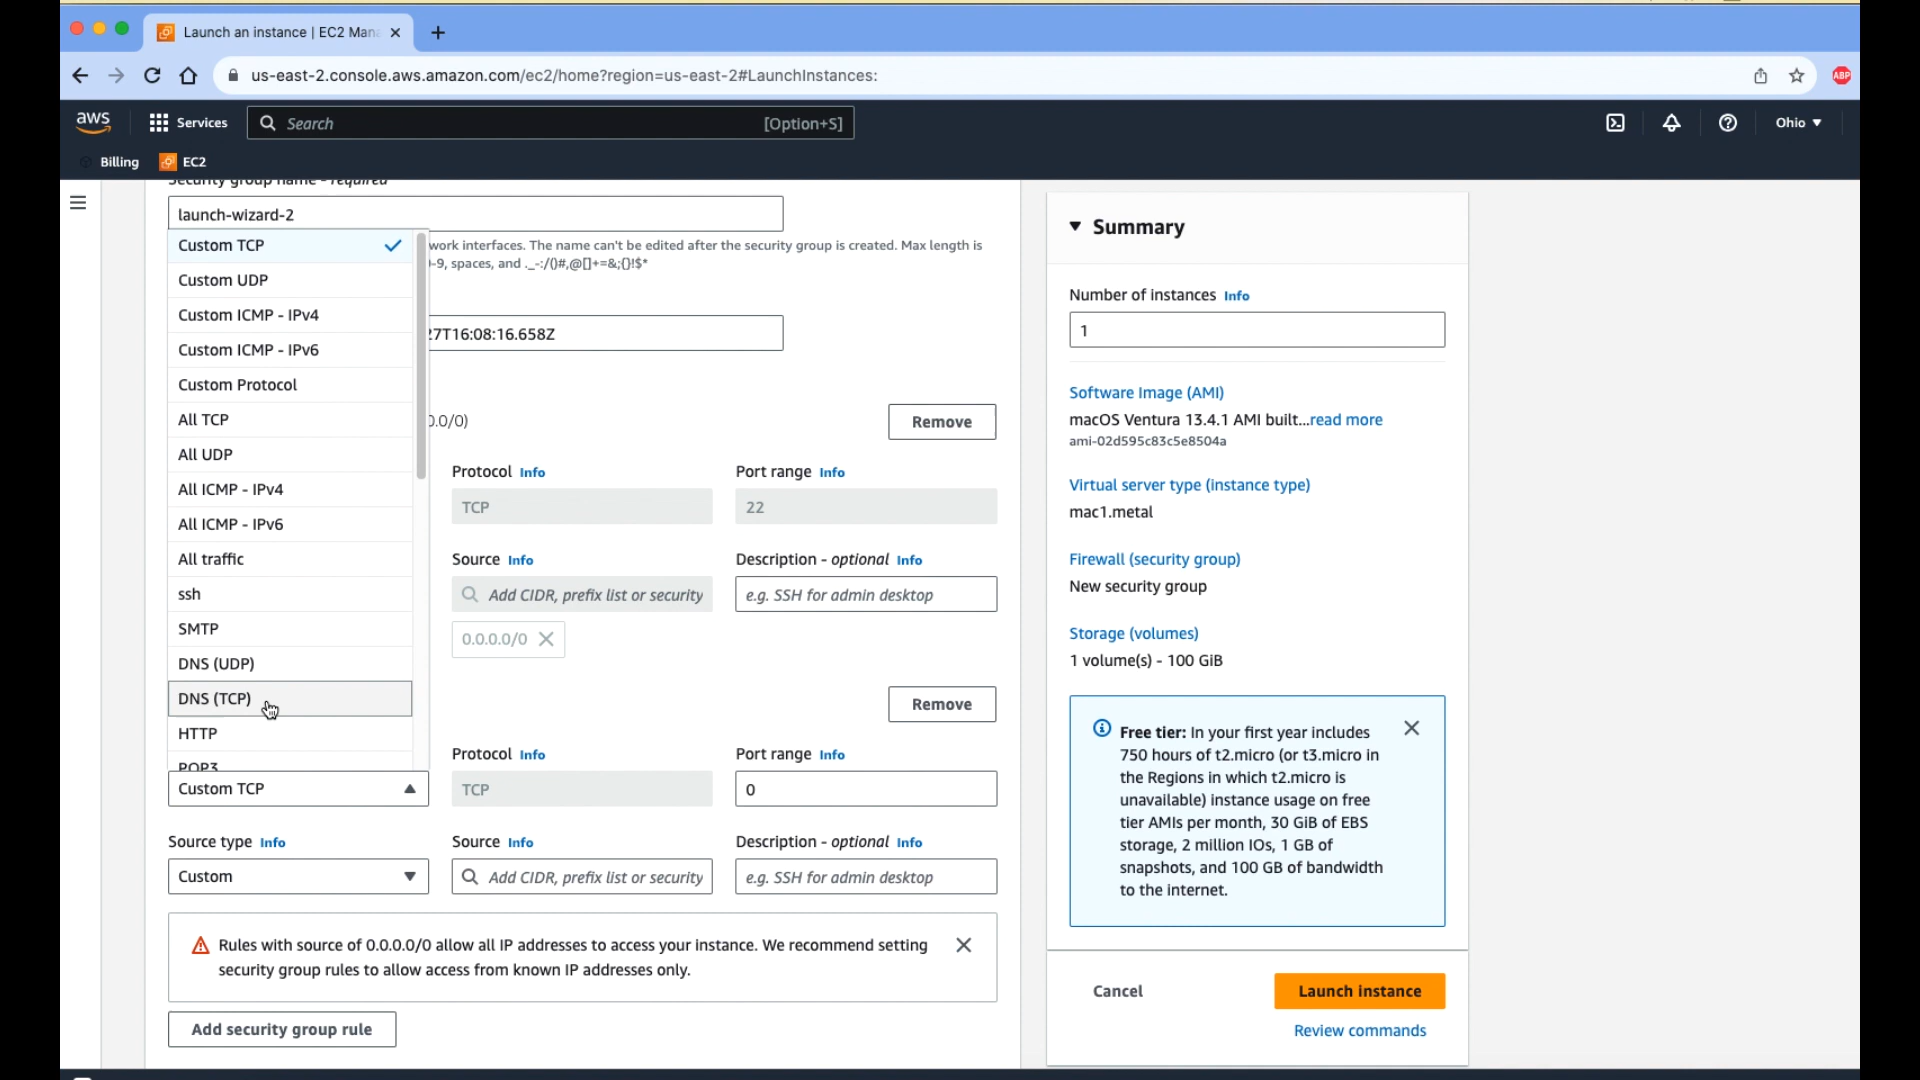 Launch an instance | EC2 Mana
us-east-2.console.aws.amazon.com/ec2/home?region=us-east-2#LaunchInstances:
ABP
aws
Services
Search
[Option+S]
Ohio
Billing
EC2
Security group name - required
launch-wizard-2
work interfaces. The name can't be edited after the security group is created. Max length is
-9, spaces, and ._-:/()#,@[]+=&;{}!$*
27T16:08:16.658Z
0.0/0)
Remove
Custom TCP
Custom UDP
Custom ICMP - IPv4
Custom ICMP - IPv6
Custom Protocol
All TCP
All UDP
All ICMP - IPv4
All ICMP - IPv6
All traffic
ssh
SMTP
DNS (UDP)
DNS (TCP)
HTTP
POP3
Protocol Info
TCP
Port range Info
22
Source Info
Add CIDR, prefix list or security
0.0.0.0/0
Description - optional Info
e.g. SSH for admin desktop
Remove
Custom TCP
Protocol Info
TCP
Port range Info
0
Source type Info
Custom
Source Info
Add CIDR, prefix list or security
Description - optional Info
e.g. SSH for admin desktop
Rules with source of 0.0.0.0/0 allow all IP addresses to access your instance. We recommend setting
security group rules to allow access from known IP addresses only.
Add security group rule
Summary
Number of instances Info
1
Software Image (AMI)
macOS Ventura 13.4.1 AMI built...read more
ami-02d595c83c5e8504a
Virtual server type (instance type)
mac1.metal
Firewall (security group)
New security group
Storage (volumes)
1 volume(s) - 100 GiB
Free tier: In your first year includes
750 hours of t2.micro (or t3.micro in
the Regions in which t2.micro is
unavailable) instance usage on free
tier AMIs per month, 30 GiB of EBS
storage, 2 million IOs, 1 GB of
snapshots, and 100 GB of bandwidth
to the internet.
Cancel
Launch instance
Review commands